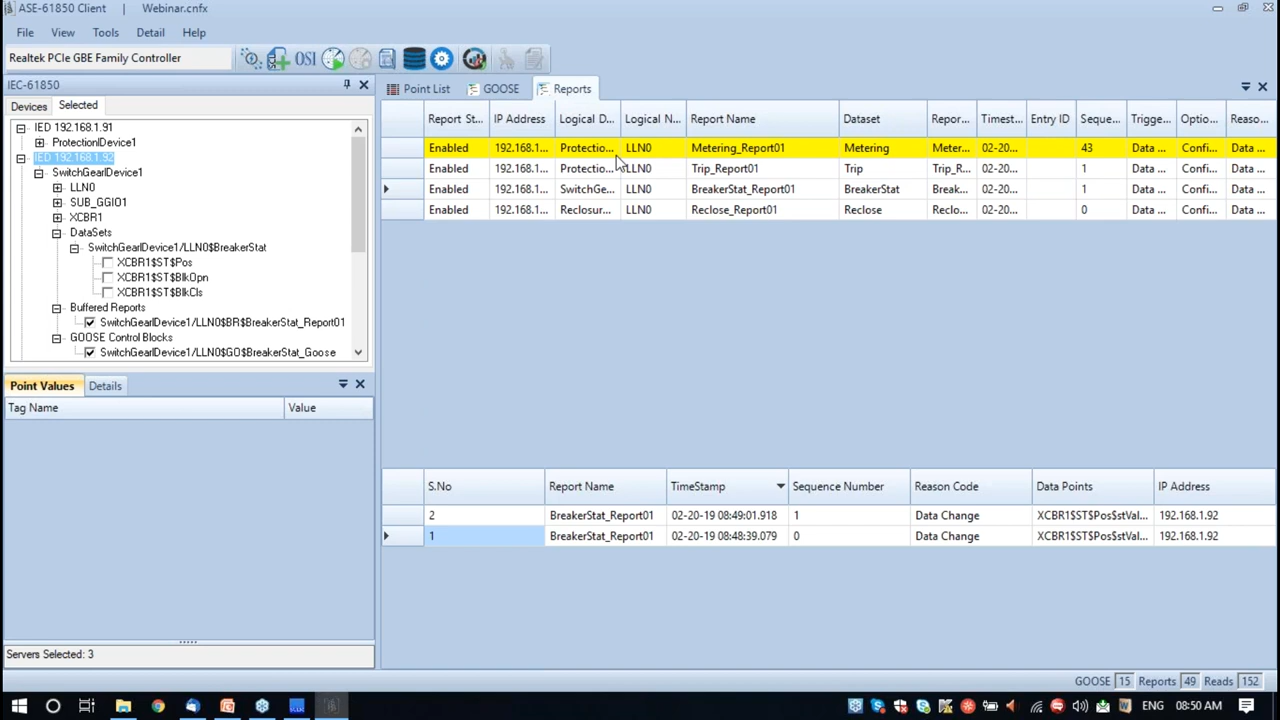 ASE-61850 Client | Webinar.cnfx
File View Tools Detail Help
Realtek PCIe GBE Family Controller OSI
IEC-61850
Devices Selected
IED 192.168.1.91
ProtectionIDevice1
IED 192.168.1.92
SwitchGearIDevice1
LLN0
SUB_GGIO1
XCBR1
DataSets
SwitchGearIDevice1/LLN0$BreakerStat
XCBR1$ST$Pos
XCBR1$ST$BlkOpn
XCBR1$ST$BlkCls
Buffered Reports
SwitchGearIDevice1/LLN0$BR$BreakerStat_Report01
GOOSE Control Blocks
SwitchGearIDevice1/LLN0$GO$BreakerStat_Goose
Point Values Details
Tag Name Value
Servers Selected: 3
Point List GOOSE Reports
Report St... IP Address Logical D... Logical N... Report Name Dataset Repor... Timest... Entry ID Seque... Trigge... Optio... Reaso...
Enabled 192.168.1... Protectio... LLN0 Metering_Report01 Metering Meter... 02-20... 43 Data ... Confi... Data ...
Enabled 192.168.1... Protectio... LLN0 Trip_Report01 Trip Trip_R... 02-20... 1 Data ... Confi... Data ...
Enabled 192.168.1... SwitchGe... LLN0 BreakerStat_Report01 BreakerStat Break... 02-20... 1 Data ... Confi... Data ...
Enabled 192.168.1... Reclosur... LLN0 Reclose_Report01 Reclose Reclo... 02-20... 0 Data ... Confi... Data ...
S.No Report Name TimeStamp Sequence Number Reason Code Data Points IP Address
2 BreakerStat_Report01 02-20-19 08:49:01.918 1 Data Change XCBR1$ST$Pos$stVal... 192.168.1.92
1 BreakerStat_Report01 02-20-19 08:48:39.079 0 Data Change XCBR1$ST$Pos$stVal... 192.168.1.92
GOOSE 15 Reports 49 Reads 152
08:50 AM